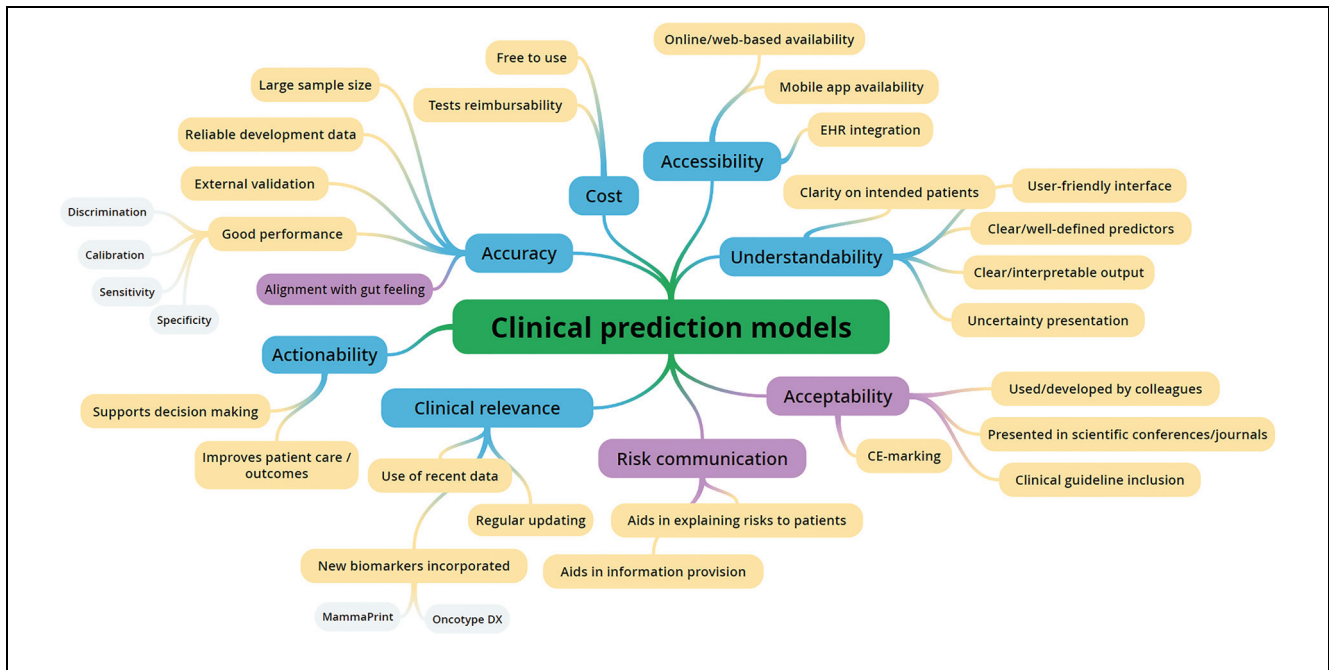 Online/web-based availability
Free to use
Large sample size
Mobile app availability
Tests reimbursability
Reliable development data
EHR integration
Accessibility
External validation
Cost
Clarity on intended patients
User-friendly interface
Discrimination
Good performance
Clear/well-defined predictors
Calibration
Accuracy
Understandability
Clear/interpretable output
Sensitivity
Alignment with gut feeling
Specificity
Uncertainty presentation
Clinical prediction models
Actionability
Used/developed by colleagues
Acceptability
Clinical relevance
Supports decision making
Presented in scientific conferences/journals
CE-marking
Risk communication
Improves patient care /
outcomes
Use of recent data
Clinical guideline inclusion
Regular updating
Aids in explaining risks to patients
New biomarkers incorporated
Aids in information provision
MammaPrint
Oncotype DX